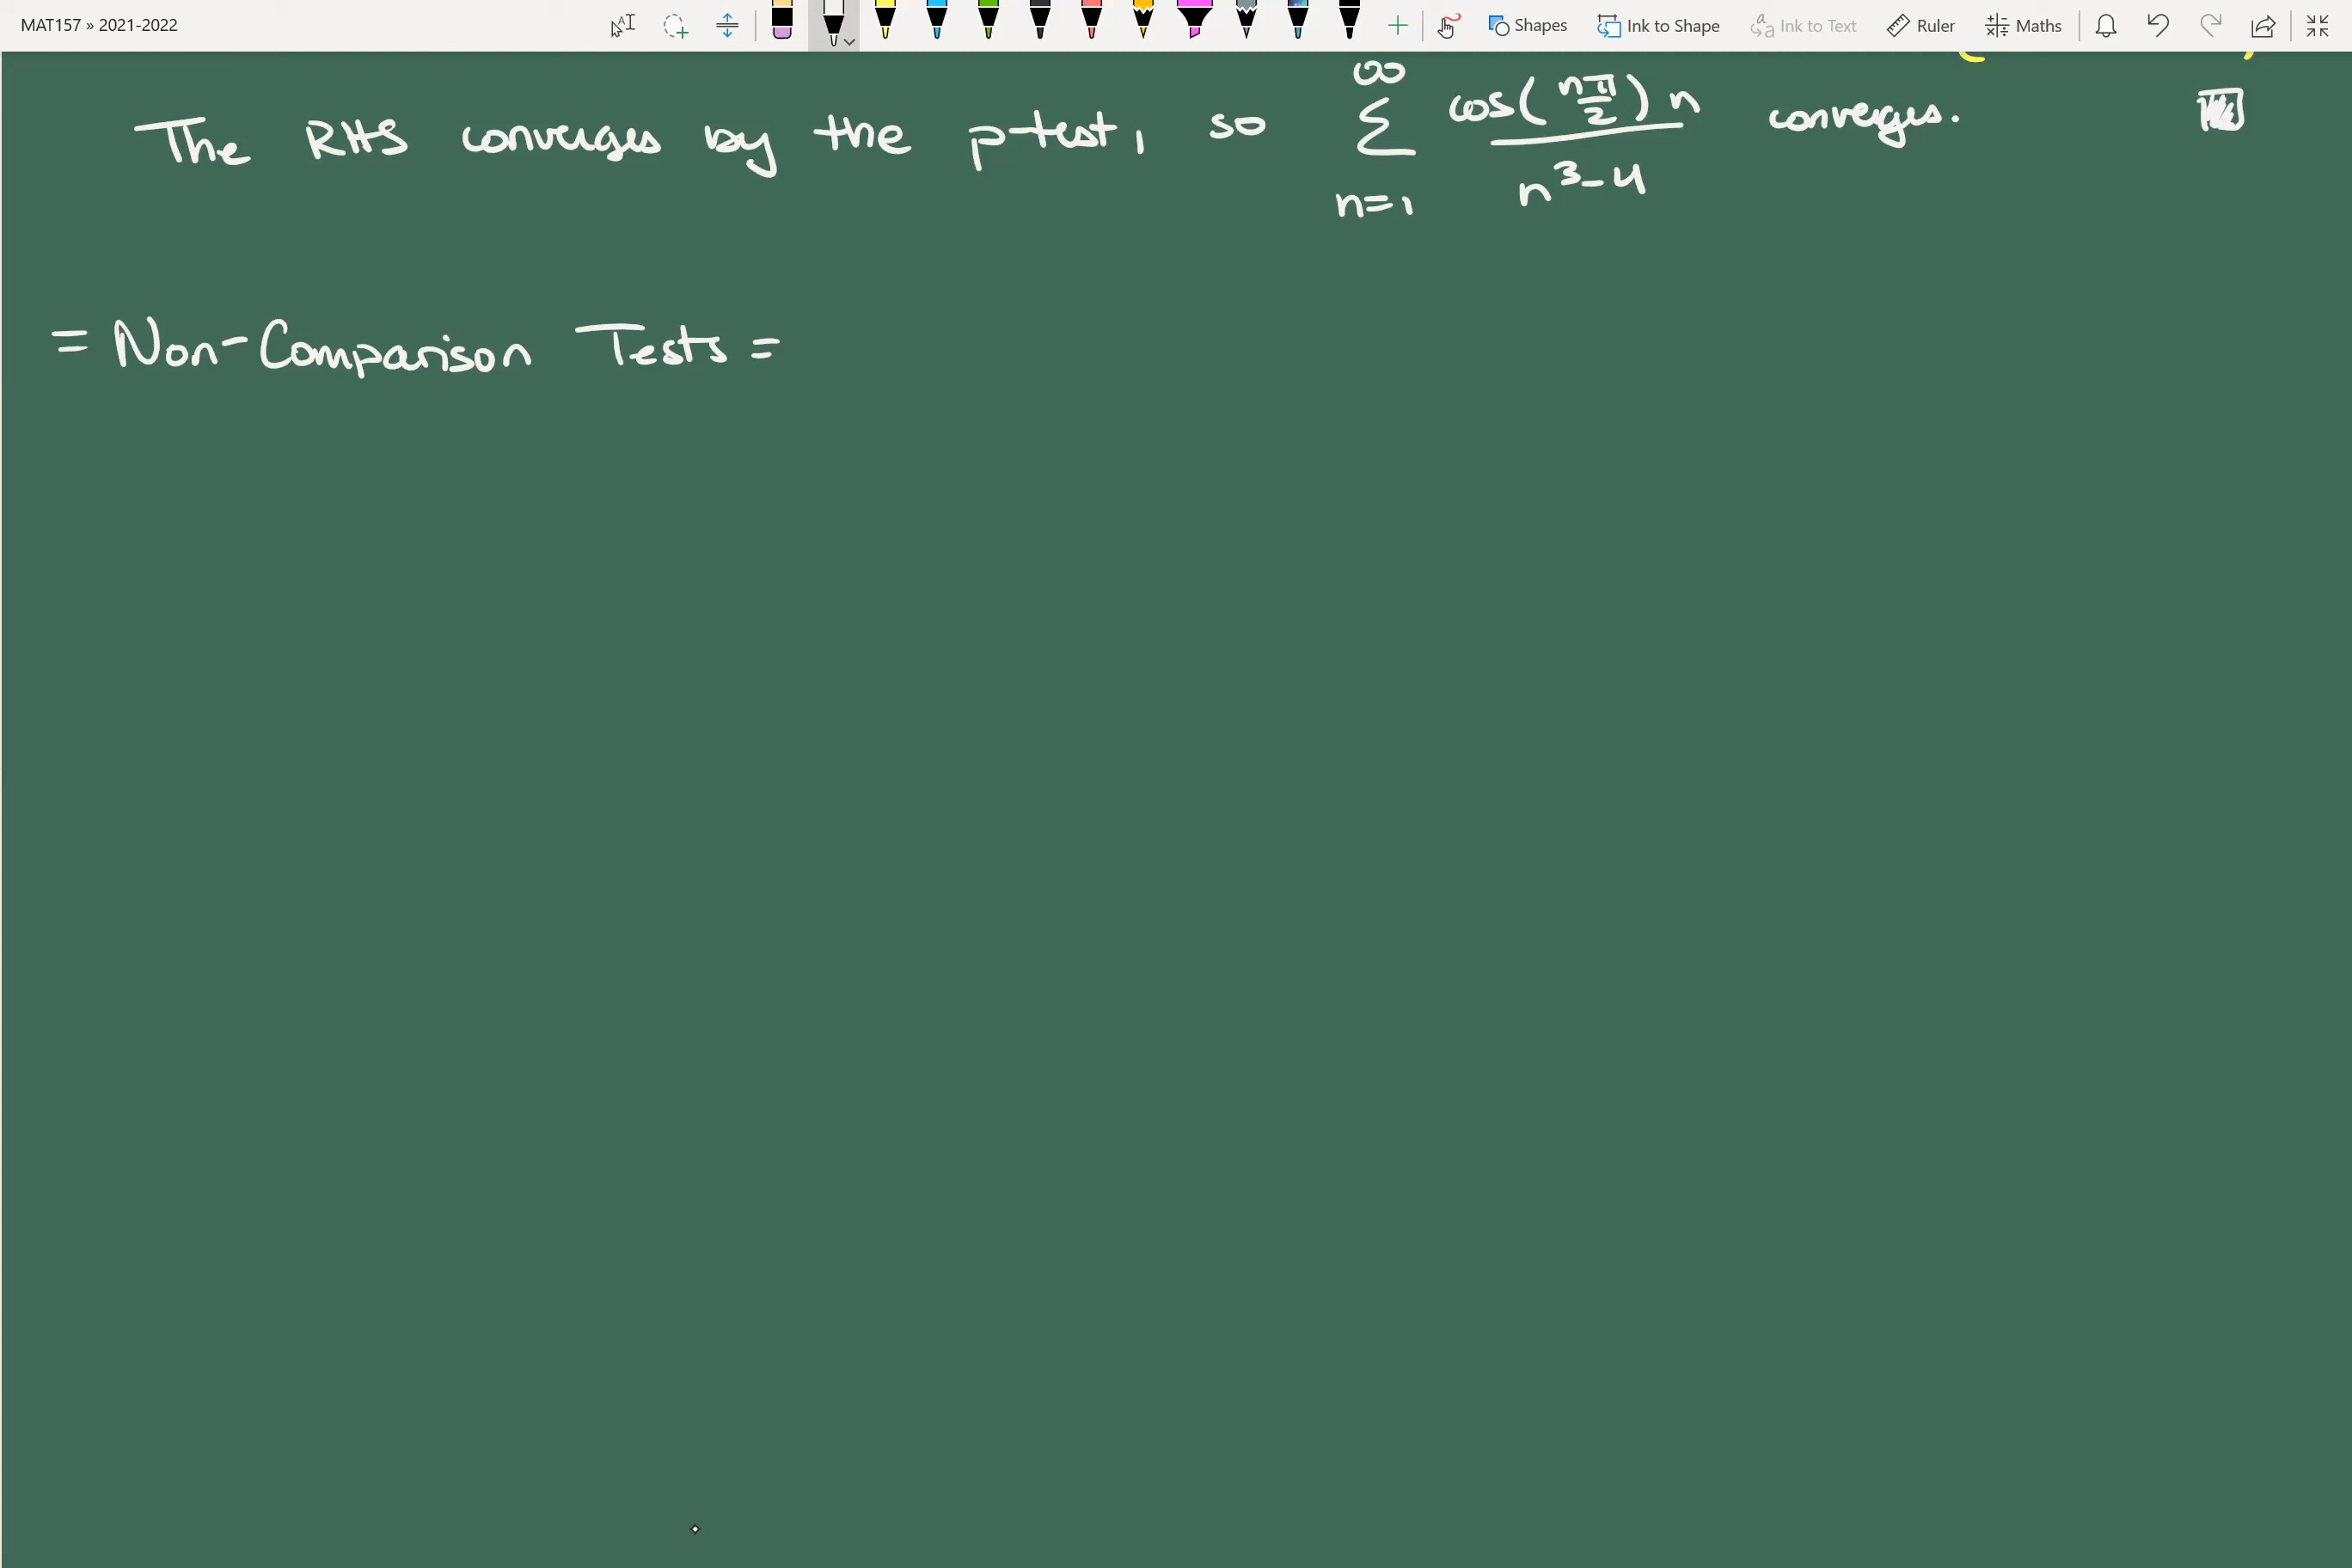 MAT157 » 2021-2022
Shapes Ink to Shape Ink to Text Ruler Maths
The RHS converges by the p-test, so ∑_{n=1}^{∞} cos(nπ/2)n / (n³-4) converges.
= Non-Comparison Tests =